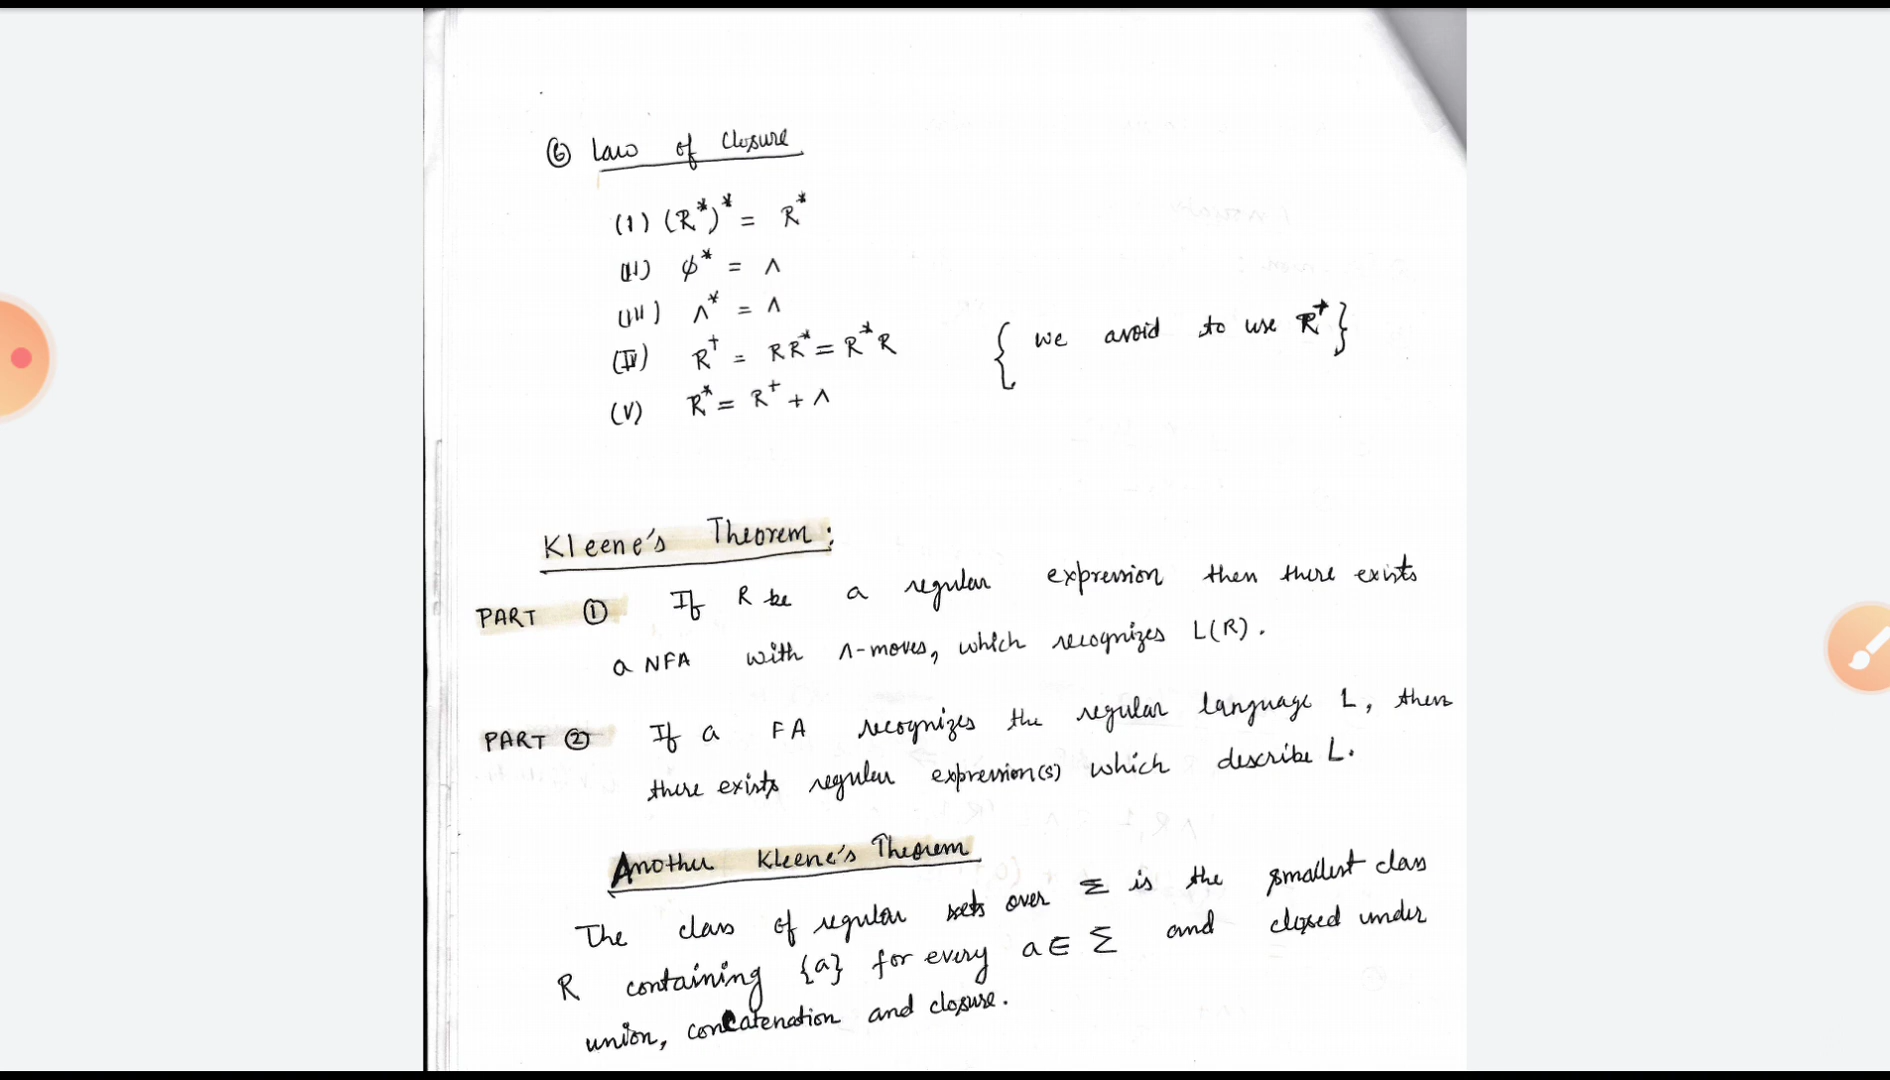 ⑥ Law of Closure
(I) (R*)* = R*
(II) φ* = ∧
(III) ∧* = ∧
(IV) R⁺ = RR* = R*R { we avoid to use R⁺ }
(V) R* = R⁺ + ∧
Kleene's Theorem:
PART ① If R be a regular expression then there exists
a NFA with ∧-moves, which recognizes L(R).
PART ② If a FA recognizes the regular language L, then
there exists regular expression(s) which describe L.
Another Kleene's Theorem
The class of regular sets over Σ is the smallest class
R containing {a} for every a ∈ Σ and closed under
union, concatenation and closure.